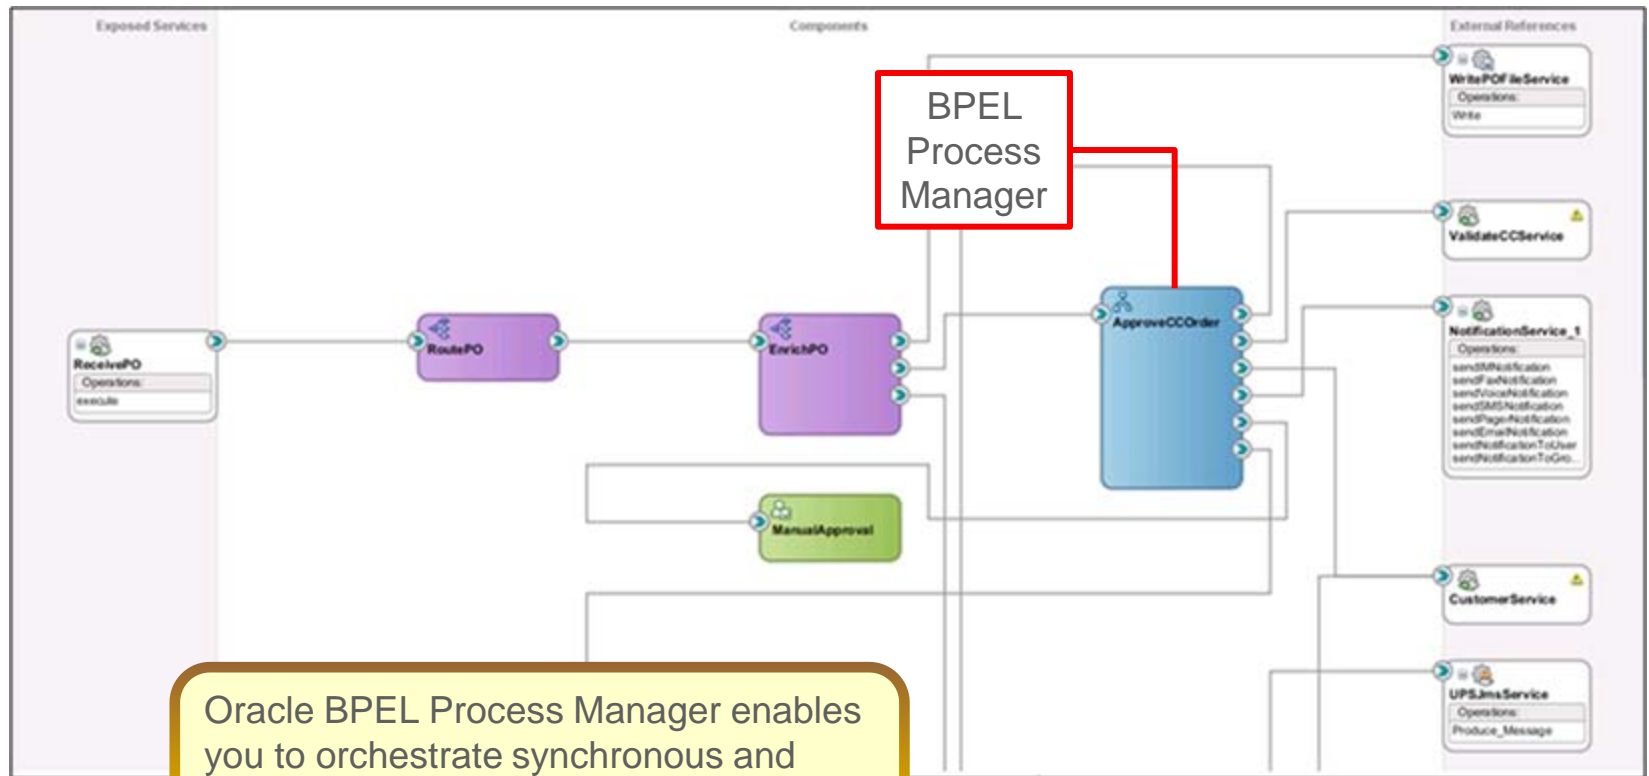 Exposed Services
Components
External References
WritePOFileService
Operations:
Write
BPEL
Process
Manager
ValidateCCService
ReceivePO
Operations:
execute
RoutePO
EnrichPO
ApproveCCOrder
NotificationService_1
Operations:
sendIMNotification
sendFaxNotification
sendVoiceNotification
sendSMSNotification
sendPagerNotification
sendEmailNotification
sendNotificationToUser
sendNotificationToGro...
ManualApproval
CustomerService
UPSJmsService
Operations:
Produce_Message
Oracle BPEL Process Manager enables
you to orchestrate synchronous and